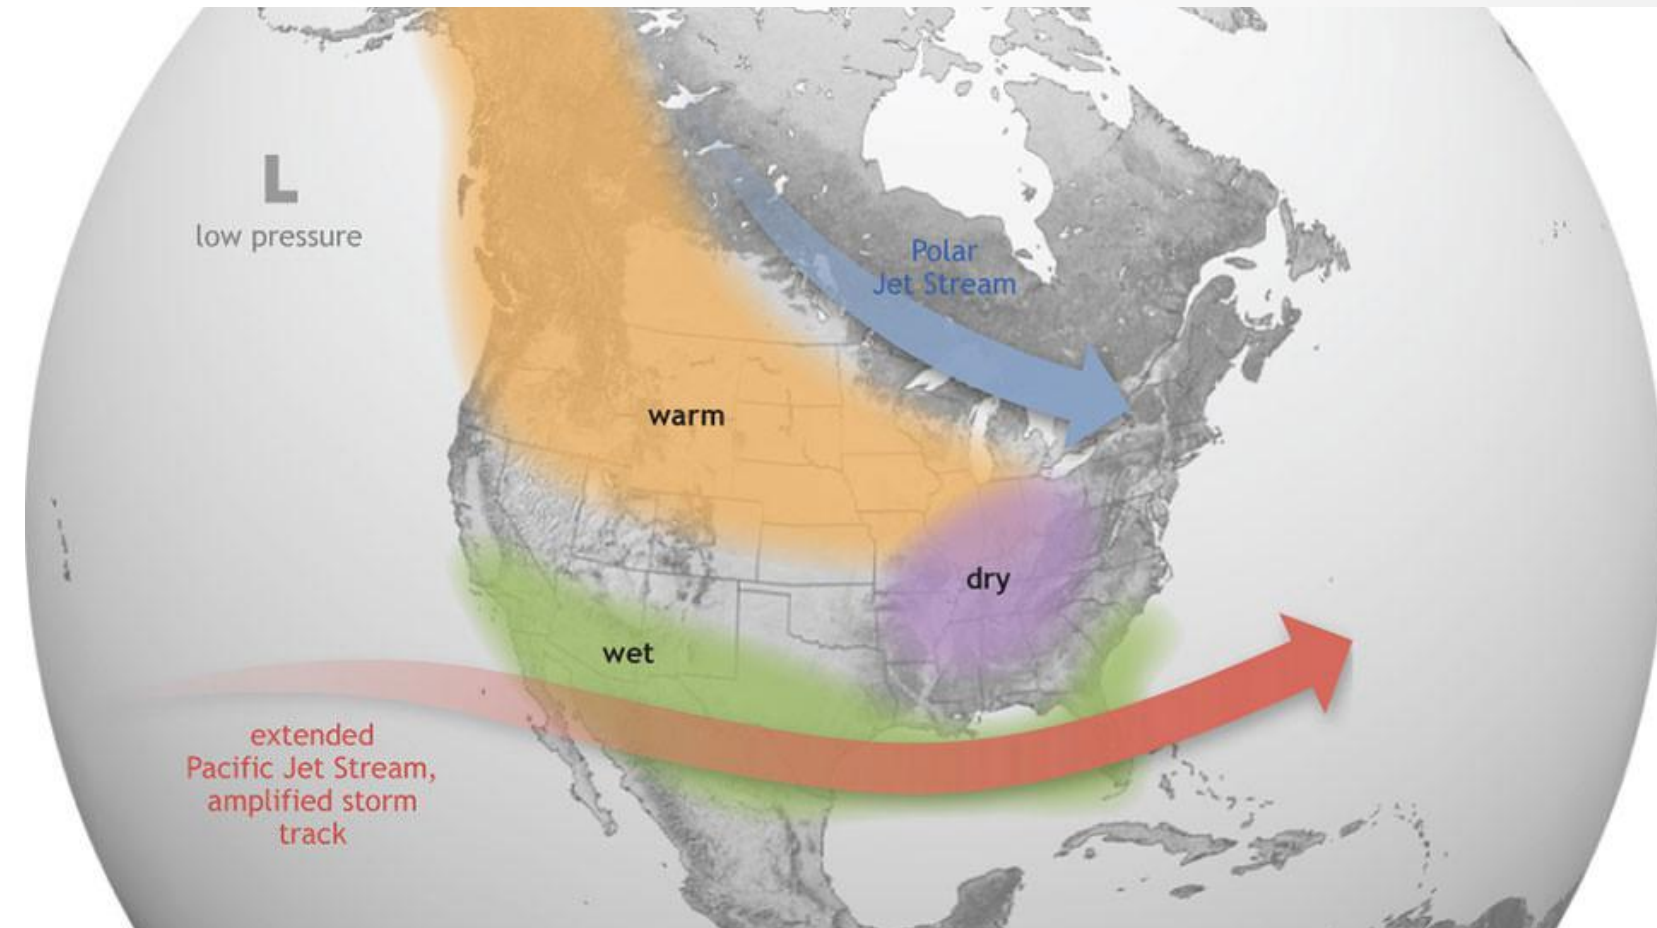 L
low pressure
Polar
Jet Stream
warm
dry
wet
extended
Pacific Jet Stream,
amplified storm
track